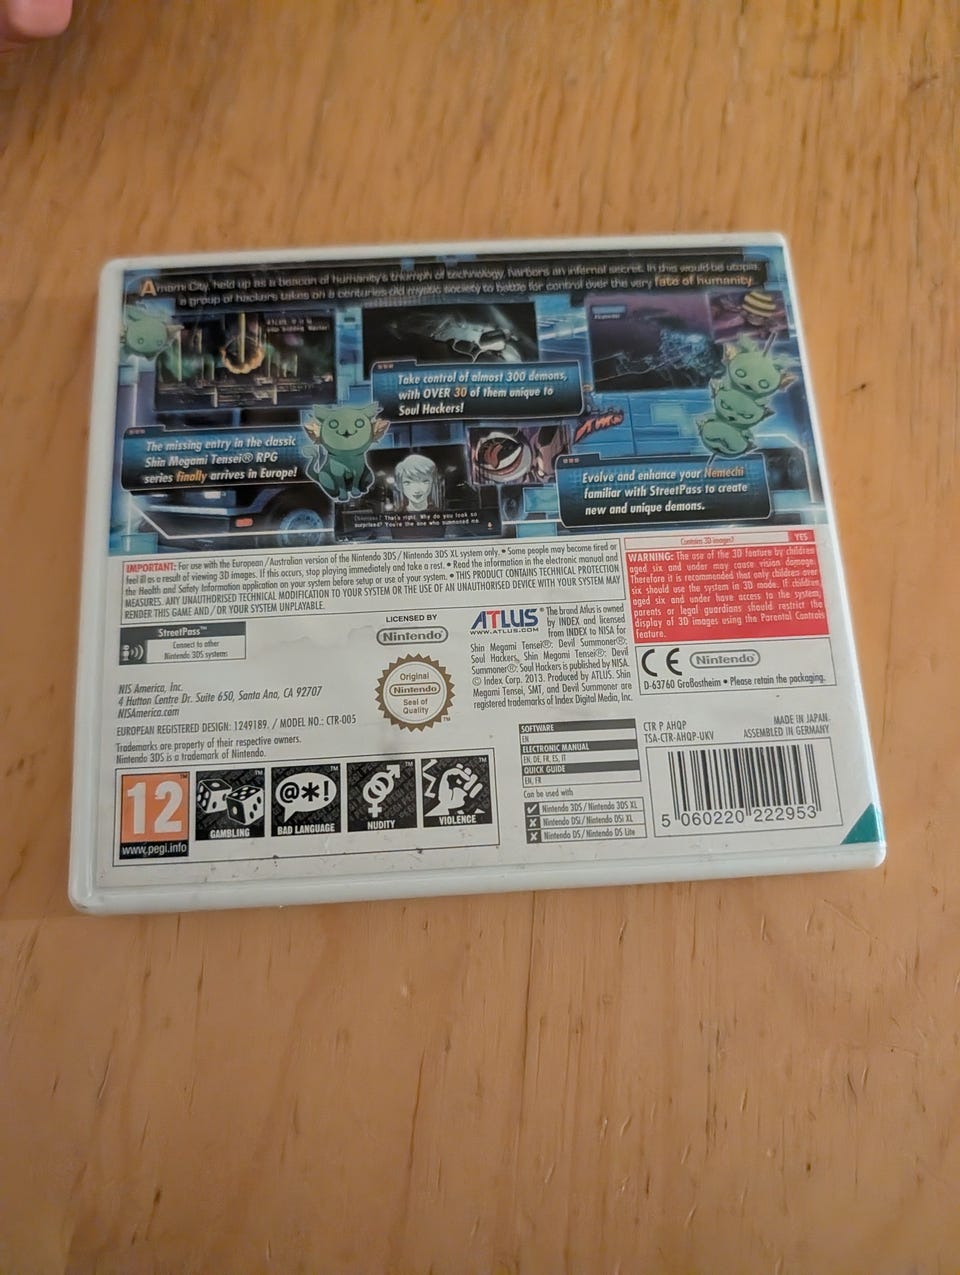 Amami City, held up as a beacon of humanity's triumph of technology, harbors an infernal secret. In this would-be utopia,
a group of hackers takes on a centuries-old mystic society to battle for control over the very fate of humanity.
Take control of almost 300 demons,
with OVER 30 of them unique to
Soul Hackers!
The missing entry in the classic
Shin Megami Tensei® RPG
series finally arrives in Europe!
That's right. Why do you look so
surprised? You're the one who summoned me.
Evolve and enhance your Nemechi
familiar with StreetPass to create
new and unique demons.
IMPORTANT: For use with the European/Australian version of the Nintendo 3DS/Nintendo 3DS XL system only. • Some people may become tired or
feel ill as a result of viewing 3D images. If this occurs, stop playing immediately and take a rest. • Read the information in the electronic manual and
the Health and Safety Information application on your system before setup or use of your system. • THIS PRODUCT CONTAINS TECHNICAL PROTECTION
MEASURES. ANY UNAUTHORISED TECHNICAL MODIFICATION TO YOUR SYSTEM OR THE USE OF AN UNAUTHORISED DEVICE WITH YOUR SYSTEM MAY
RENDER THIS GAME AND/OR YOUR SYSTEM UNPLAYABLE.
Contains 3D images? YES
WARNING: The use of the 3D feature by children
aged six and under may cause vision damage.
Therefore it is recommended that only children over
six should use the system in 3D mode. If children
aged six and under have access to the system,
parents or legal guardians should restrict the
display of 3D images using the Parental Controls
feature.
StreetPass™
Connect to other
Nintendo 3DS systems
LICENSED BY
Nintendo®
Original
Nintendo
Seal of
Quality
TM
ATLUS®
WWW.ATLUS.COM
The brand Atlus is owned
by INDEX and licensed
from INDEX to NISA for
Shin Megami Tensei®: Devil Summoner®:
Soul Hackers. Shin Megami Tensei®: Devil
Summoner®: Soul Hackers is published by NISA.
© Index Corp. 2013. Produced by ATLUS. Shin
Megami Tensei, SMT, and Devil Summoner are
registered trademarks of Index Digital Media, Inc.
CE
Nintendo®
D-63760 Großostheim • Please retain the packaging.
NIS America, Inc.
4 Hutton Centre Dr. Suite 650, Santa Ana, CA 92707
NISAmerica.com
EUROPEAN REGISTERED DESIGN: 1249189. / MODEL NO.: CTR-005
Trademarks are property of their respective owners.
Nintendo 3DS is a trademark of Nintendo.
12
www.pegi.info
GAMBLING
BAD LANGUAGE
@*!
NUDITY
VIOLENCE
SOFTWARE
EN
ELECTRONIC MANUAL
EN, DE, FR, ES, IT
QUICK GUIDE
EN, FR
Can be used with
Nintendo 3DS/Nintendo 3DS XL
Nintendo DSi/Nintendo DSi XL
Nintendo DS/Nintendo DS Lite
CTR P AHQP
TSA-CTR-AHQP-UKV
MADE IN JAPAN.
ASSEMBLED IN GERMANY
5 060220 222953